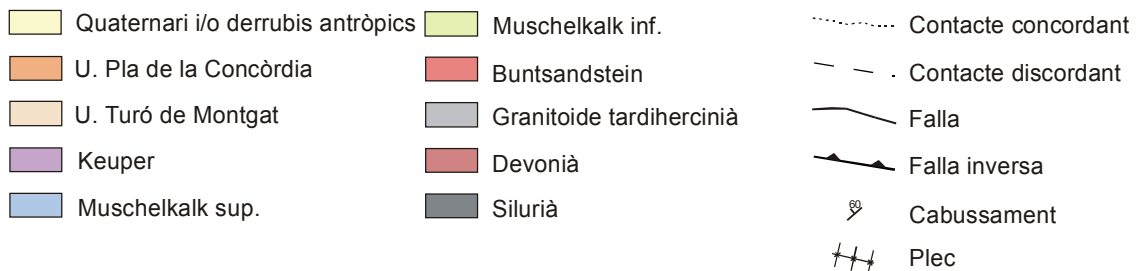 Quaternari i/o derrubis antròpics
U. Pla de la Concòrdia
U. Turó de Montgat
Keuper
Muschelkalk sup.
Muschelkalk inf.
Buntsandstein
Granitoide tardihercinià
Devonià
Silurià
Contacte concordant
Contacte discordant
Falla
Falla inversa
60
Cabussament
Plec